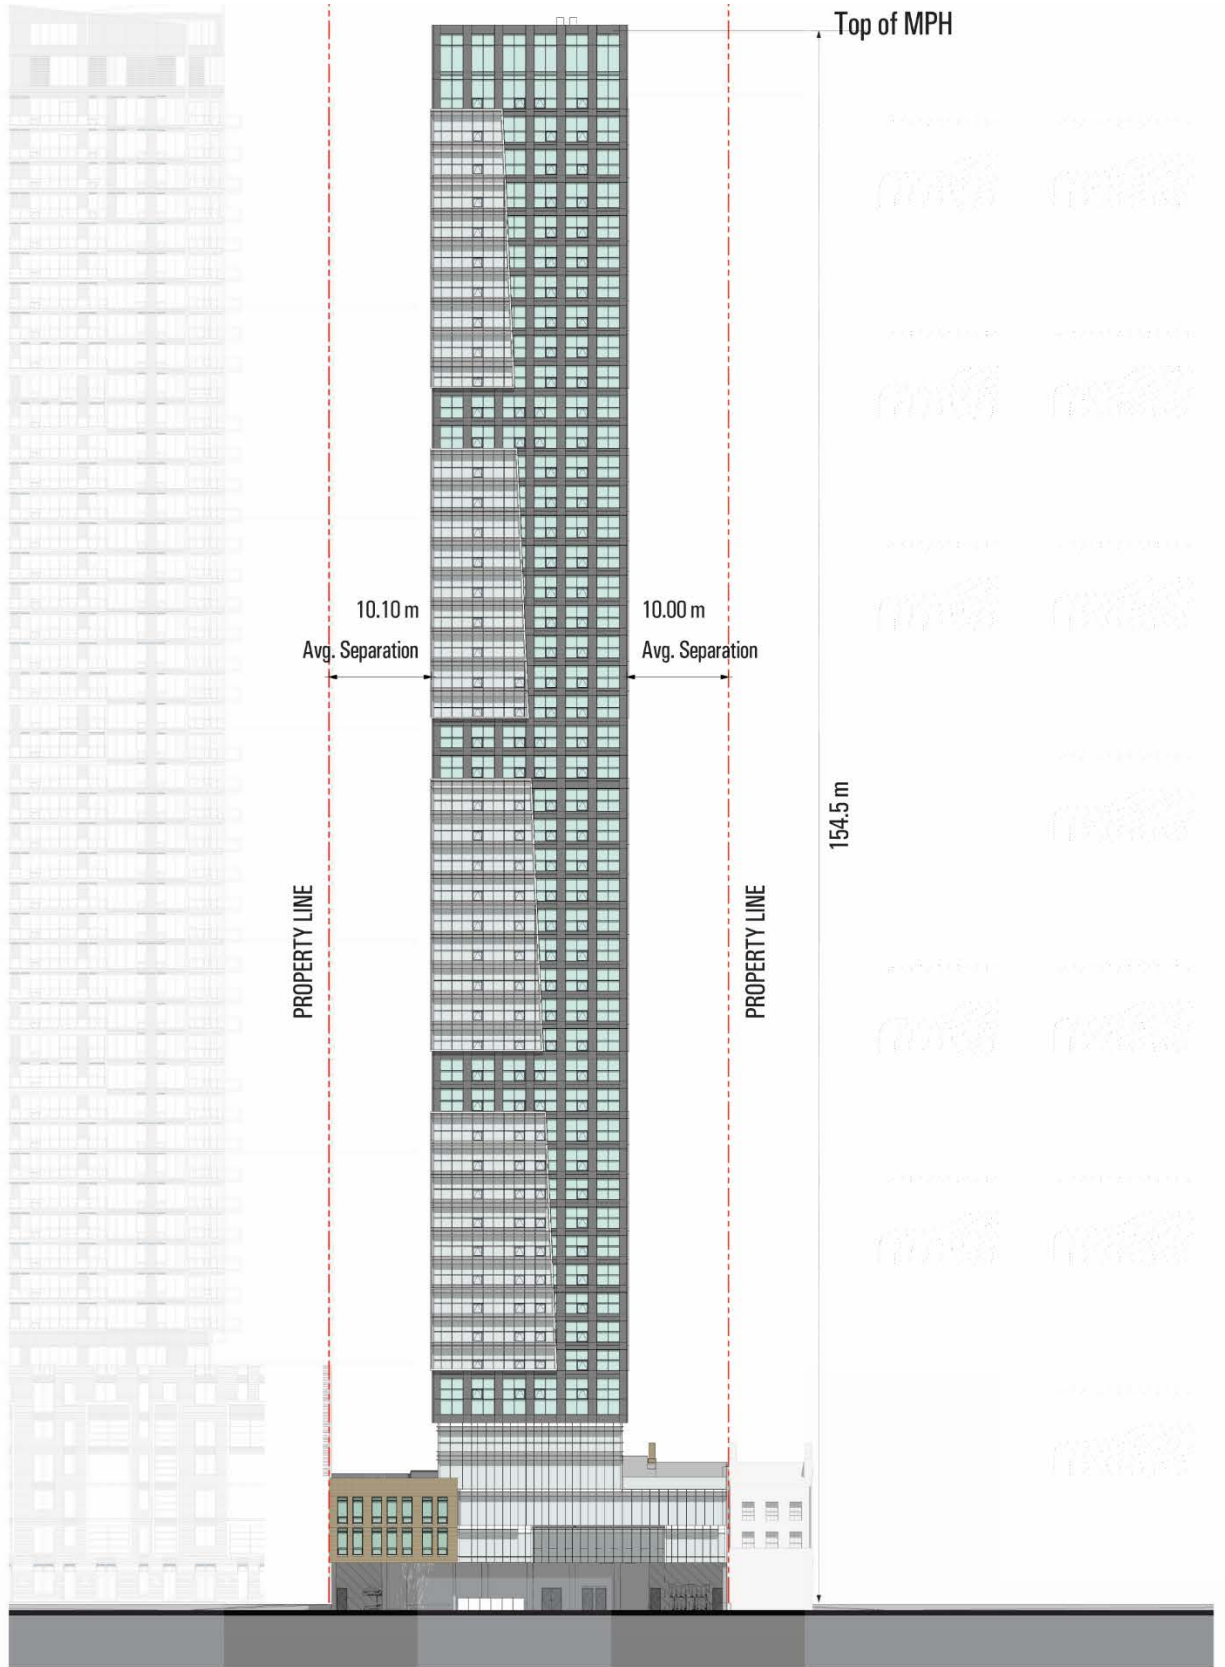 Top of MPH
10.10 m
Avg. Separation
10.00 m
Avg. Separation
154.5 m
PROPERTY LINE
PROPERTY LINE